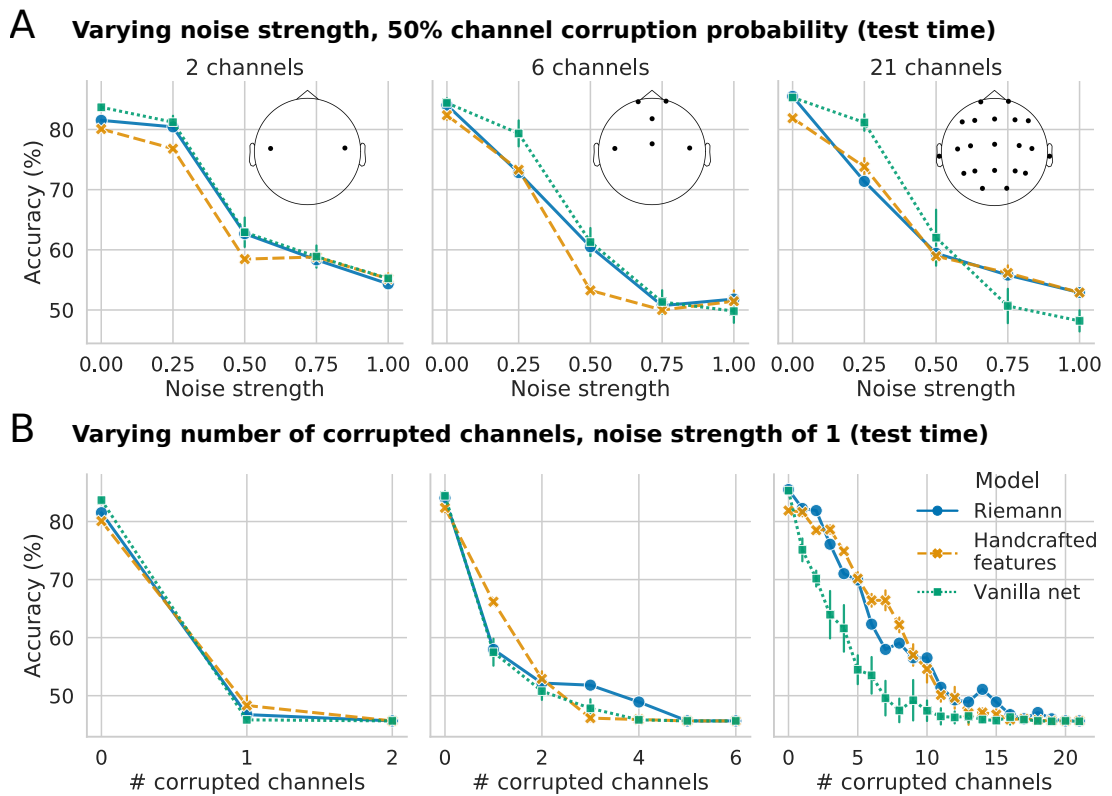 A Varying noise strength, 50% channel corruption probability (test time)
2 channels
6 channels
21 channels
Accuracy (%)
80
70
60
50
0.00 0.25 0.50 0.75 1.00
Noise strength
0.00 0.25 0.50 0.75 1.00
Noise strength
0.00 0.25 0.50 0.75 1.00
Noise strength
B Varying number of corrupted channels, noise strength of 1 (test time)
Accuracy (%)
80
70
60
50
0 1 2
# corrupted channels
0 2 4 6
# corrupted channels
Model
Riemann
Handcrafted
features
Vanilla net
0 5 10 15 20
# corrupted channels